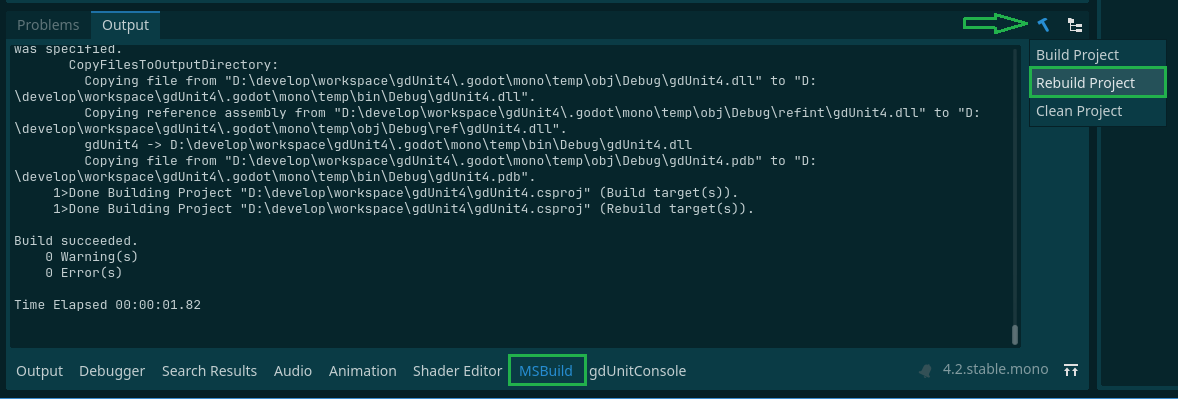 Problems Output
was specified.
CopyFilesToOutputDirectory:
Copying file from "D:\develop\workspace\gdUnit4\.godot\mono\temp\obj\Debug\gdUnit4.dll" to "D:
\develop\workspace\gdUnit4\.godot\mono\temp\bin\Debug\gdUnit4.dll".
Copying reference assembly from "D:\develop\workspace\gdUnit4\.godot\mono\temp\obj\Debug\refint\gdUnit4.dll" to "D:
\develop\workspace\gdUnit4\.godot\mono\temp\obj\Debug\ref\gdUnit4.dll".
gdUnit4 -> D:\develop\workspace\gdUnit4\.godot\mono\temp\bin\Debug\gdUnit4.dll
Copying file from "D:\develop\workspace\gdUnit4\.godot\mono\temp\obj\Debug\gdUnit4.pdb" to "D:
\develop\workspace\gdUnit4\.godot\mono\temp\bin\Debug\gdUnit4.pdb".
1>Done Building Project "D:\develop\workspace\gdUnit4\gdUnit4.csproj" (Build target(s)).
1>Done Building Project "D:\develop\workspace\gdUnit4\gdUnit4.csproj" (Rebuild target(s)).
Build succeeded.
0 Warning(s)
0 Error(s)
Time Elapsed 00:00:01.82
Build Project
Rebuild Project
Clean Project
Output Debugger Search Results Audio Animation Shader Editor MSBuild gdUnitConsole 4.2.stable.mono